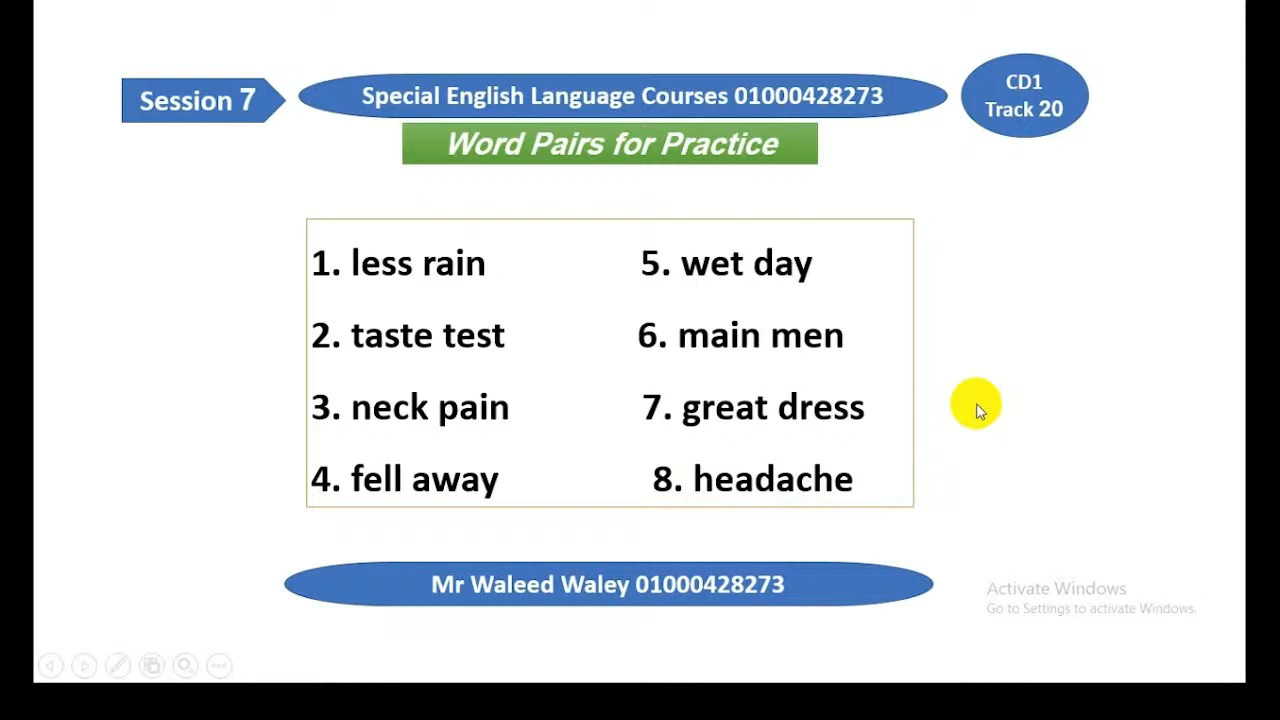 Session 7
Special English Language Courses 01000428273
CD1
Track 20
Word Pairs for Practice
1. less rain
5. wet day
2. taste test
6. main men
3. neck pain
7. great dress
4. fell away
8. headache
Mr Waleed Waley 01000428273
Activate Windows
Go to Settings to activate Windows.